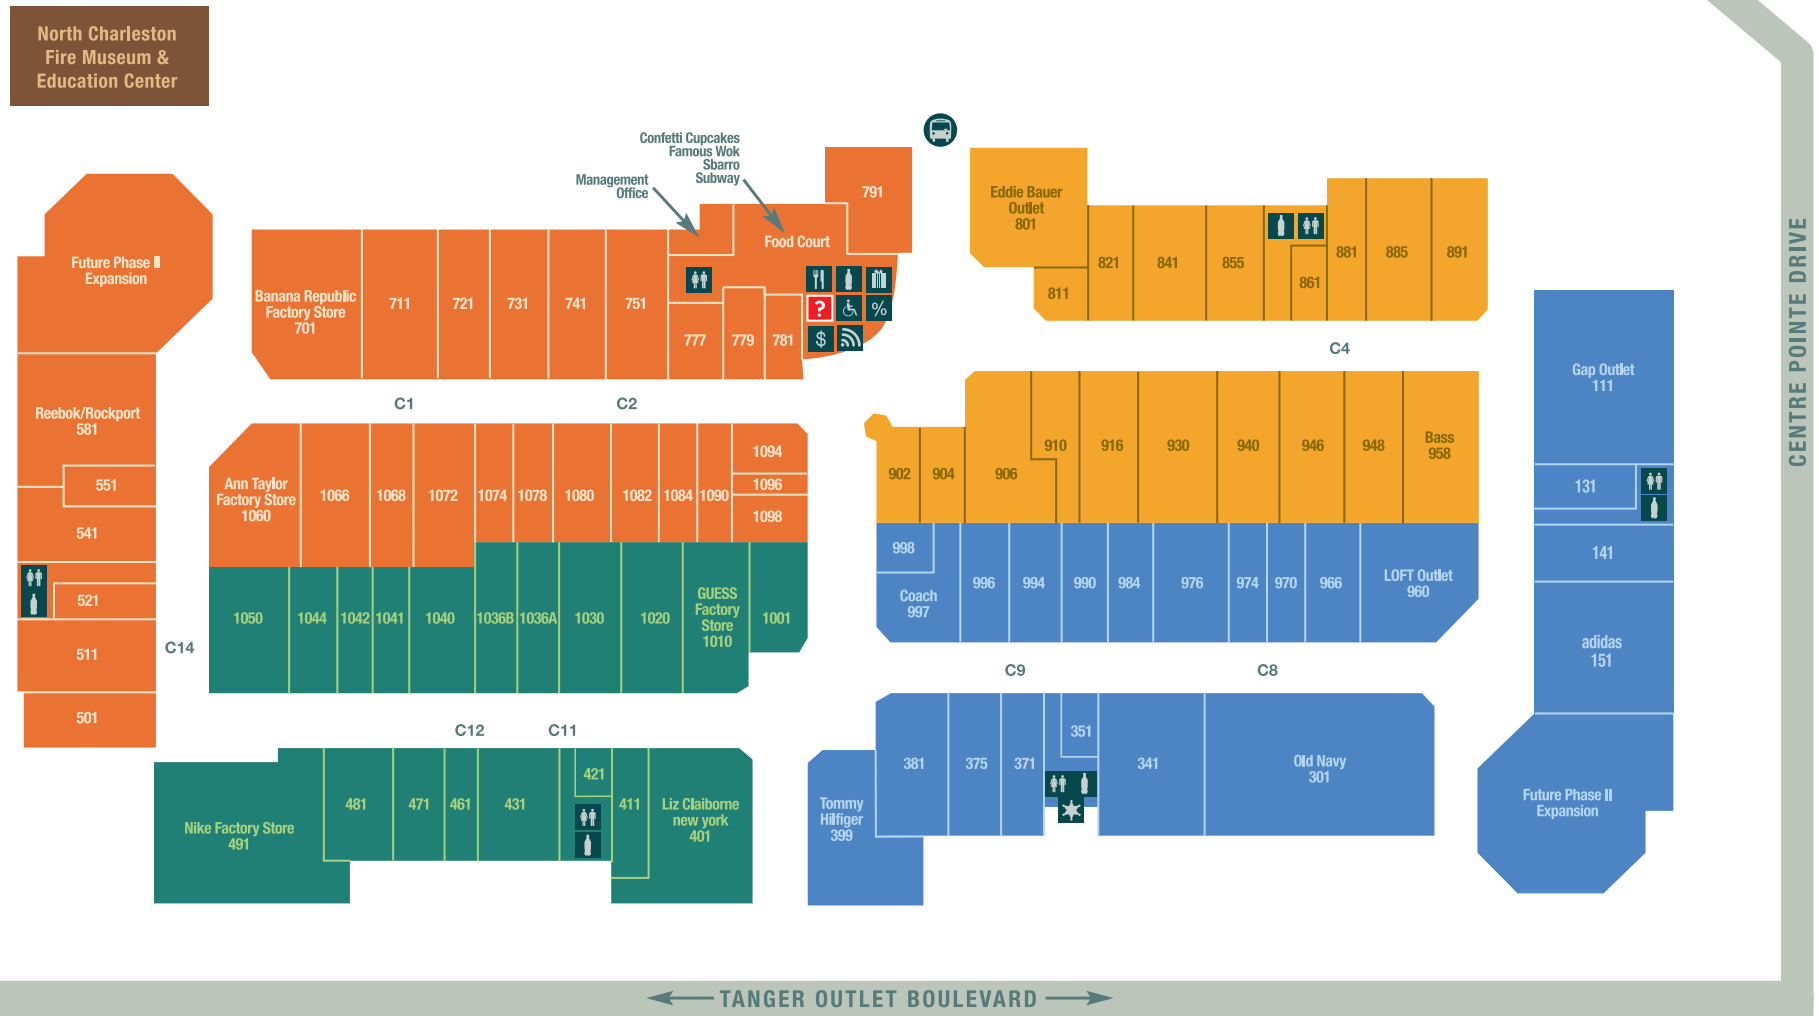 North Charleston
Fire Museum &
Education Center
Confetti Cupcakes
Famous Wok
Sbarro
Subway
Management
Office
Future Phase II
Expansion
Banana Republic
Factory Store
701
711
721
731
741
751
777
779
781
Food Court
791
?
%
$
Eddie Bauer
Outlet
801
811
821
841
855
861
881
885
891
C4
CENTRE POINTE DRIVE
Reebok/Rockport
581
551
541
521
511
501
C14
C1
C2
Ann Taylor
Factory Store
1060
1066
1068
1072
1074
1078
1080
1082
1084
1090
1094
1096
1098
1050
1044
1042
1041
1040
1036B
1036A
1030
1020
GUESS
Factory
Store
1010
1001
902
904
906
910
916
930
940
946
948
Bass
958
998
Coach
997
996
994
990
984
976
974
970
966
LOFT Outlet
960
Gap Outlet
111
131
141
adidas
151
Future Phase II
Expansion
C12
C11
C9
C8
Nike Factory Store
491
481
471
461
431
421
411
Liz Claiborne
new york
401
Tommy
Hilfiger
399
381
375
371
351
341
Old Navy
301
TANGER OUTLET BOULEVARD